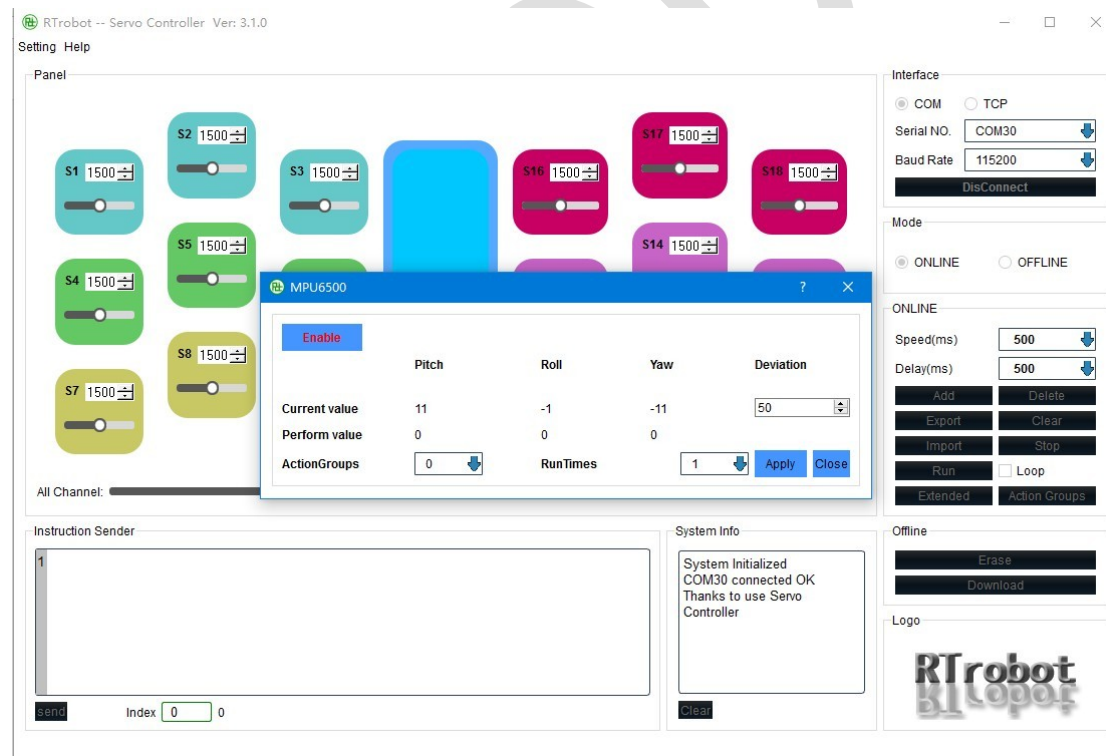 RTrobot -- Servo Controller Ver: 3.1.0
Setting Help
Panel
S1 1500
S2 1500
S3 1500
S16 1500
S17 1500
S18 1500
S4 1500
S5 1500
S14 1500
S7 1500
S8 1500
All Channel:
MPU6500
?
Enable
Pitch Roll Yaw Deviation
Current value 11 -1 -11 50
Perform value 0 0 0
ActionGroups 0 RunTimes 1 Apply Close
Instruction Sender
1
send Index 0 0
System Info
System Initialized
COM30 connected OK
Thanks to use Servo
Controller
Clear
Interface
COM TCP
Serial NO. COM30
Baud Rate 115200
DisConnect
Mode
ONLINE OFFLINE
ONLINE
Speed(ms) 500
Delay(ms) 500
Add Delete
Export Clear
Import Stop
Run Loop
Extended Action Groups
Offline
Erase
Download
Logo
RTrobot